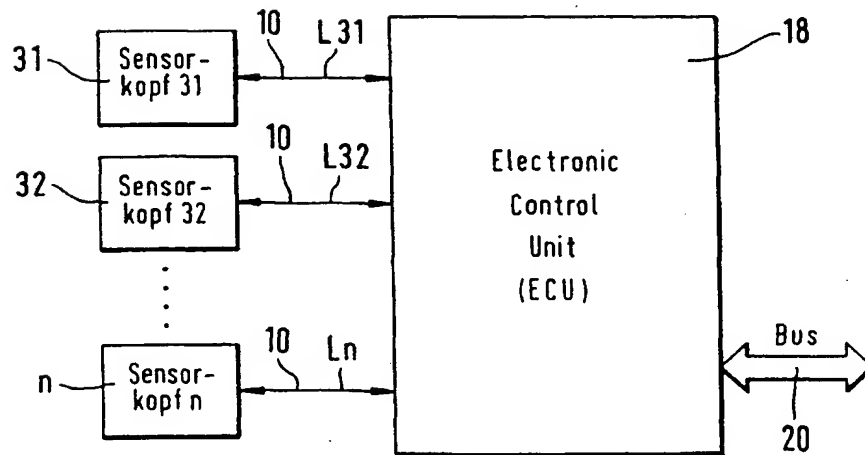 10 L31
31
Sensor-
kopf 31
18
10 L32
32
Sensor-
kopf 32
Electronic
Control
Unit
(ECU)
10 Ln
n
Sensor-
kopf n
Bus
20